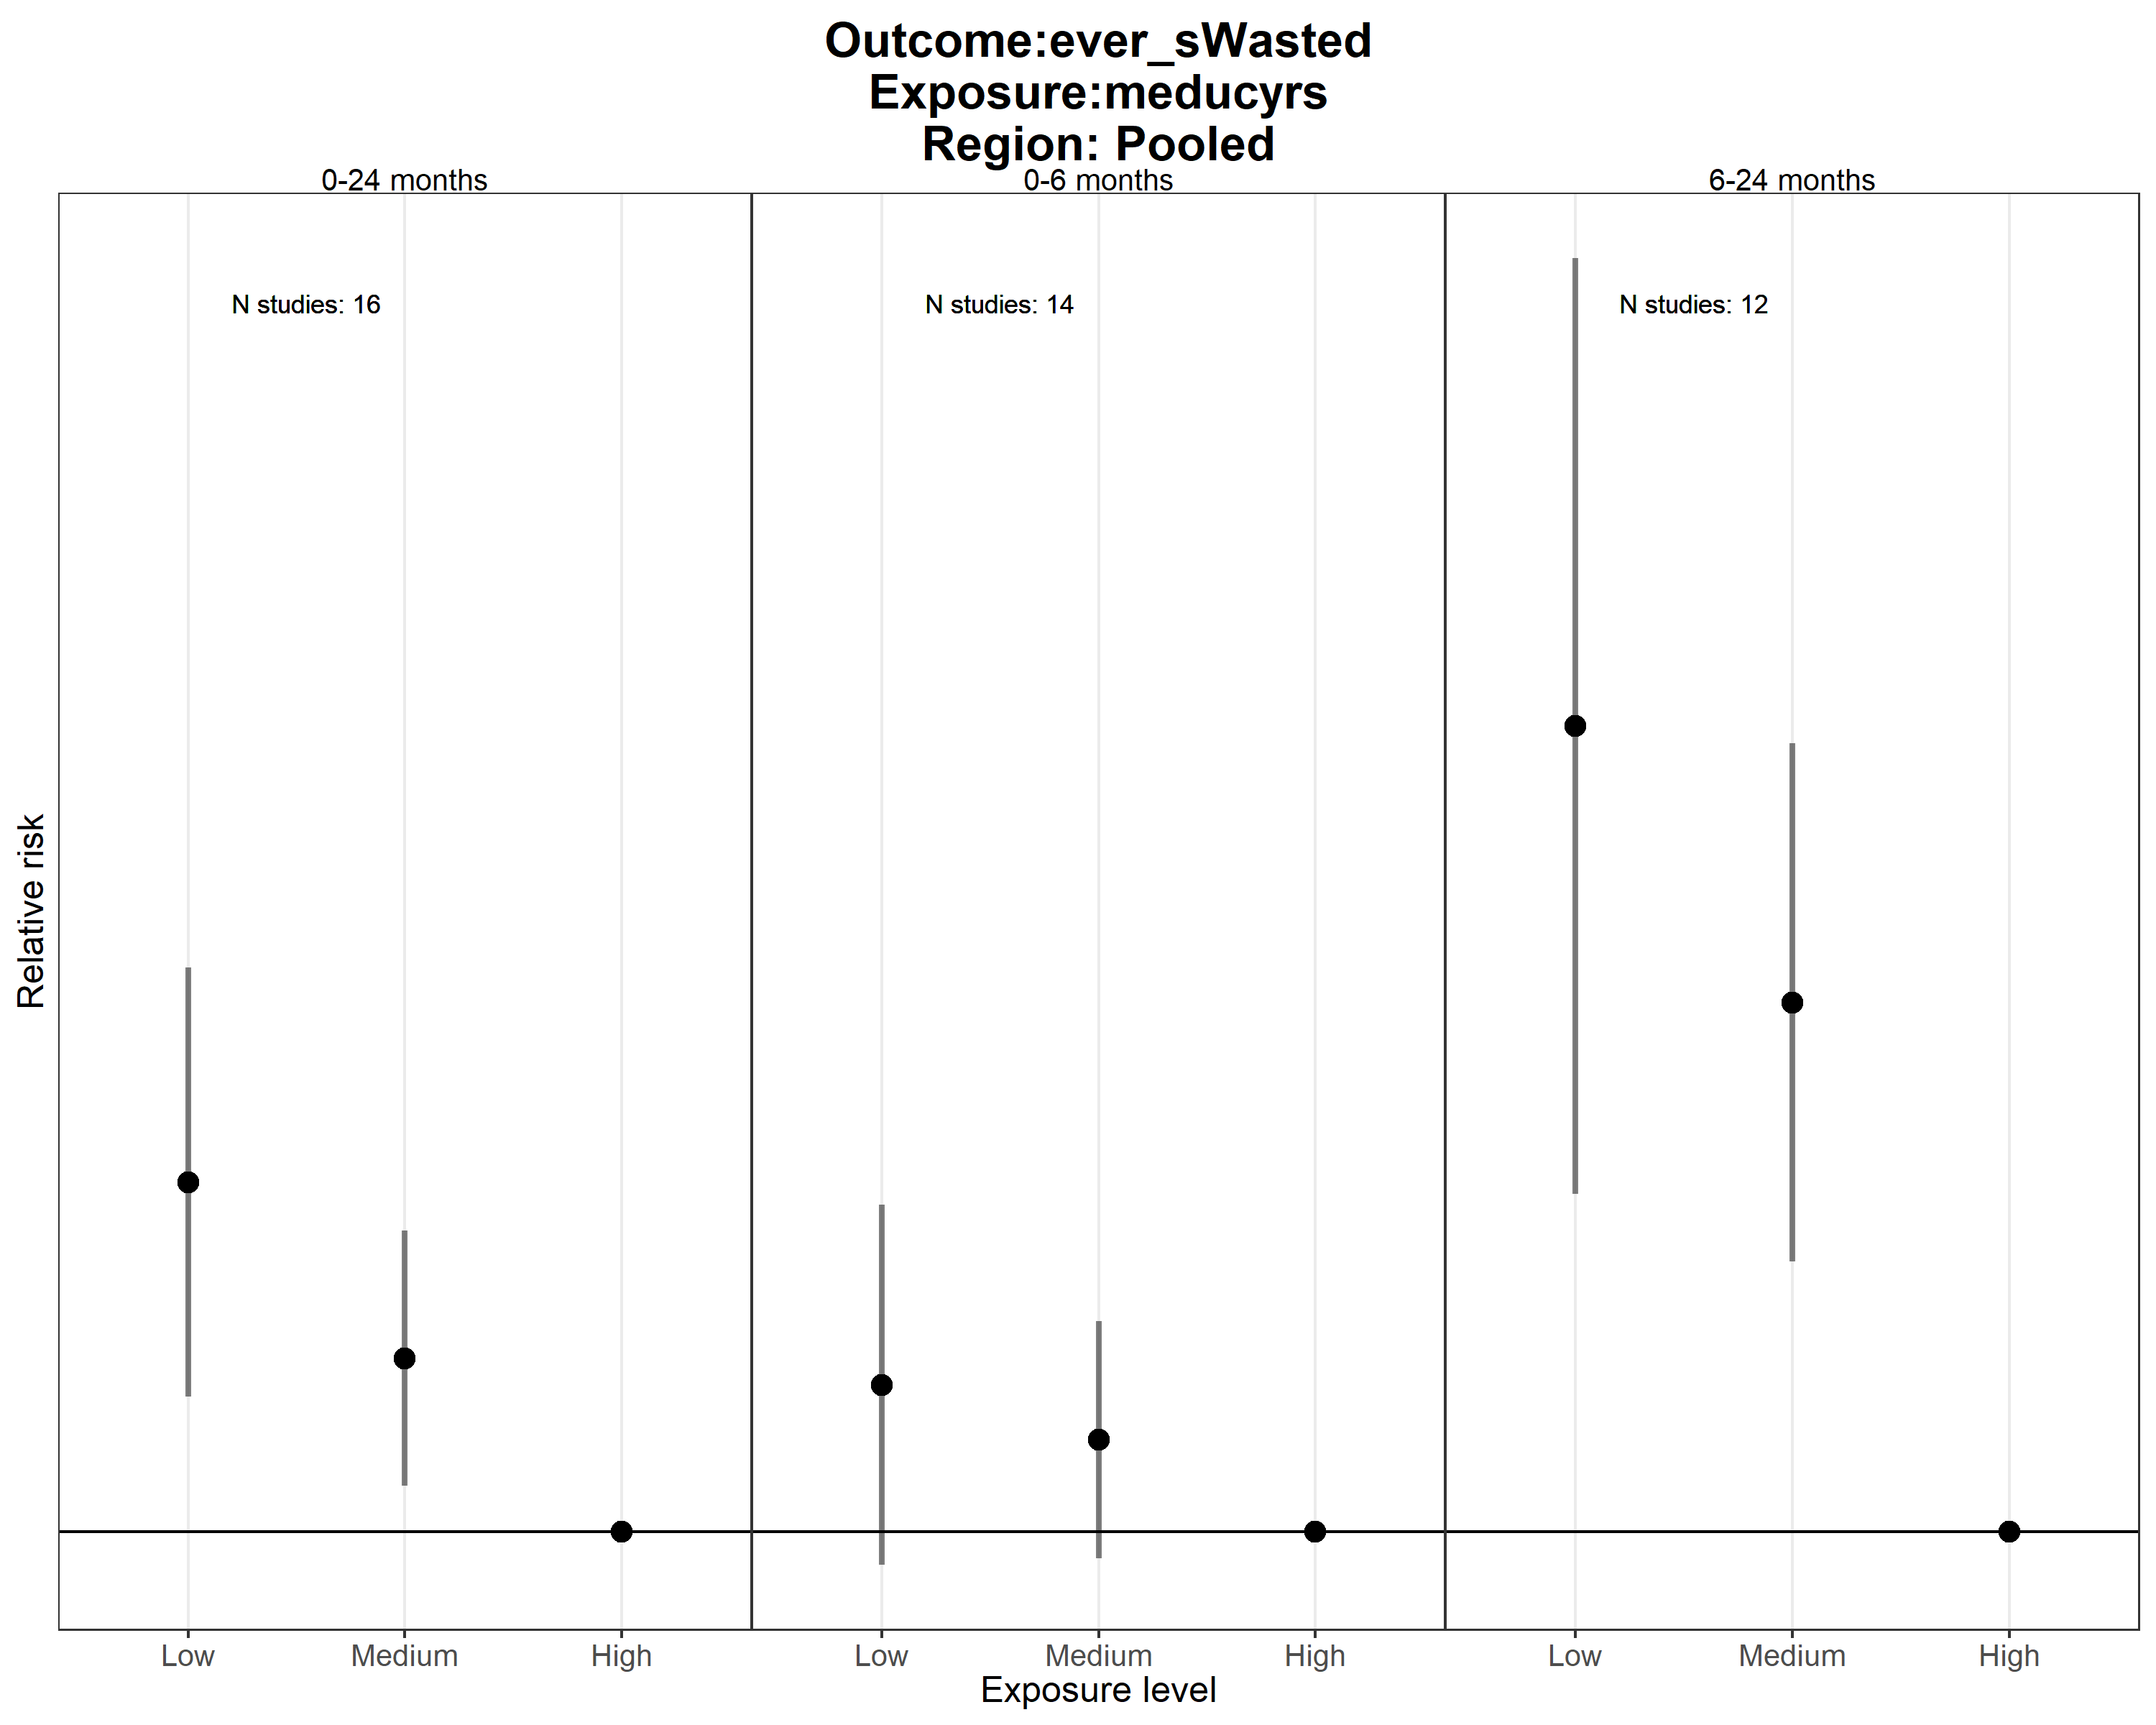 Outcome:ever_sWasted
Exposure:meducyrs
Region: Pooled
0-24 months
0-6 months
6-24 months
N studies: 16
N studies: 14
N studies: 12
Relative risk
Low
Medium
High
Low
Medium
High
Low
Medium
High
Exposure level